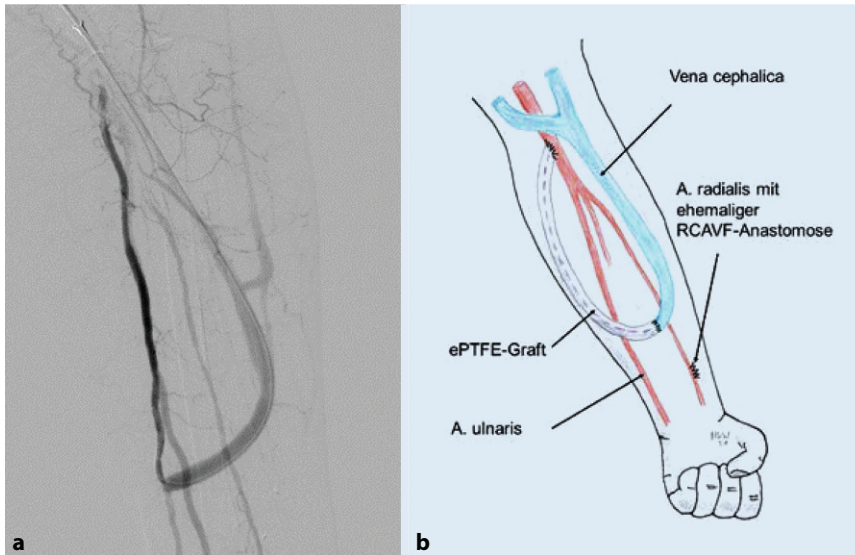 Vena cephalica
A. radialis mit
ehemaliger
RCAVF-Anastomose
ePTFE-Graft
A. ulnaris
a
b